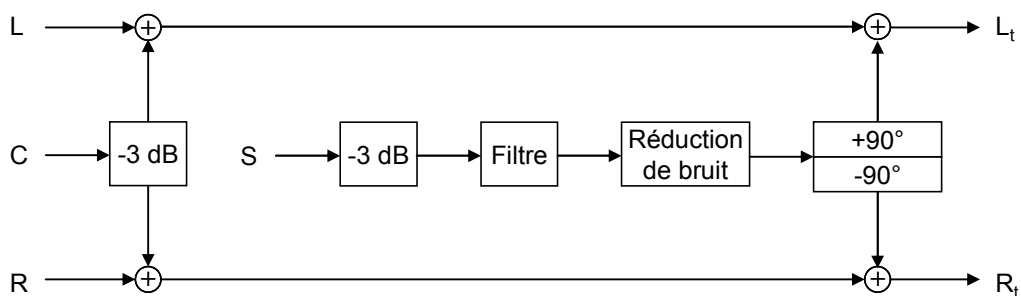 L
+
+
Lt
C
-3 dB
S
-3 dB
Filtre
Réduction
de bruit
+90°
-90°
R
+
+
Rt